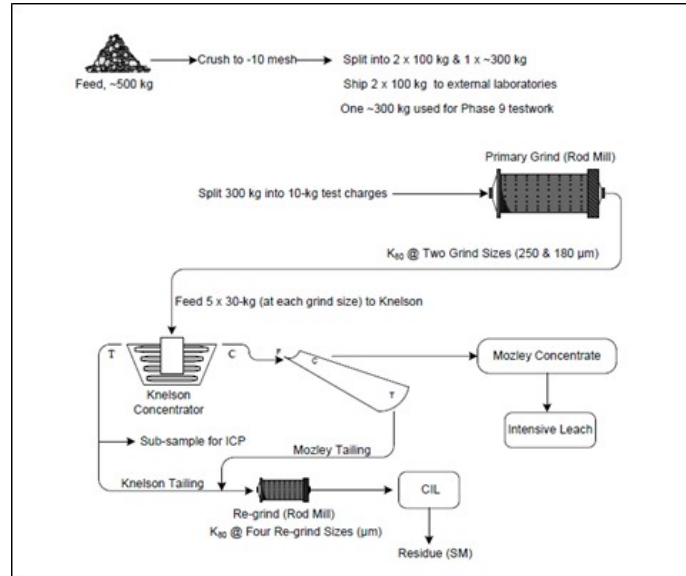 Feed, ~500 kg
Crush to -10 mesh
Split into 2 x 100 kg & 1 x ~300 kg
Ship 2 x 100 kg to external laboratories
One ~300 kg used for Phase 9 testwork
Primary Grind (Rod Mill)
Split 300 kg into 10-kg test charges
K80 @ Two Grind Sizes (250 & 180 µm)
Feed 5 x 30-kg (at each grind size) to Knelson
T
C
F
C
T
Knelson
Concentrator
Mozley Concentrate
Intensive Leach
Sub-sample for ICP
Mozley Tailing
Knelson Tailing
Re-grind (Rod Mill)
K80 @ Four Re-grind Sizes (µm)
CIL
Residue (SM)